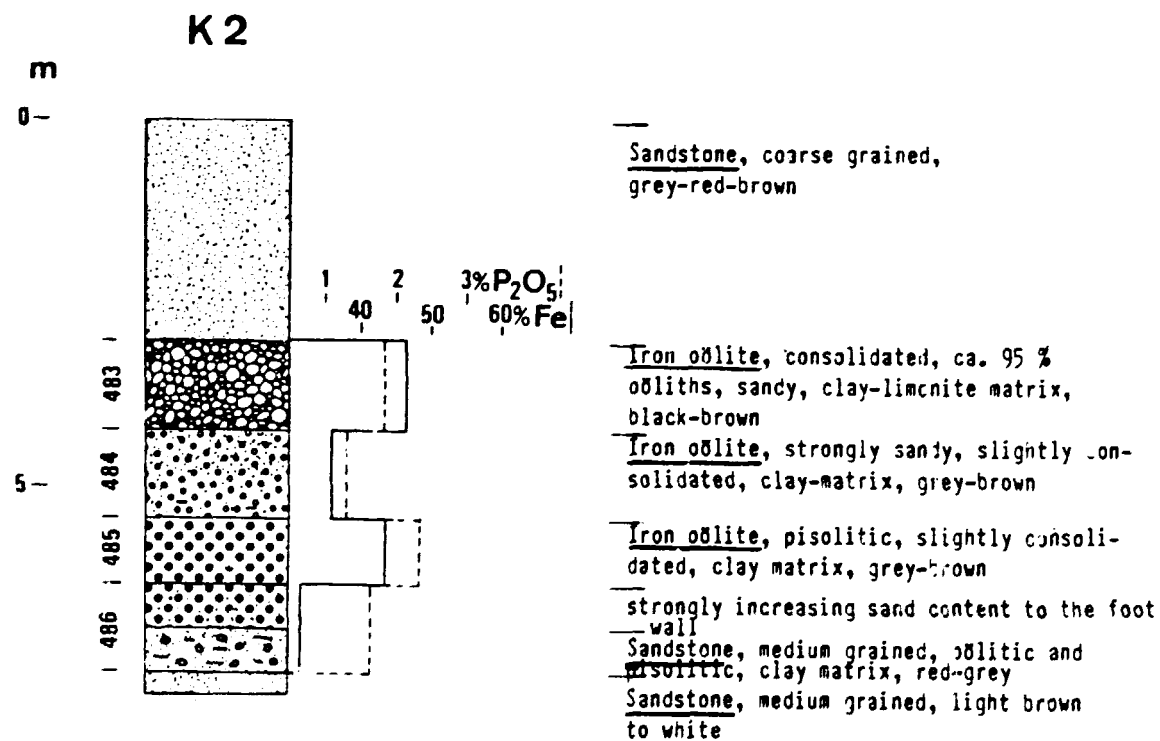 K 2
m
0
Sandstone, coarse grained,
grey-red-brown
1 2 3% P₂O₅
40 50 60% Fe
483
Iron oölite, consolidated, ca. 95 %
oöliths, sandy, clay-limonite matrix,
black-brown
484
5
Iron oölite, strongly sandy, slightly con-
solidated, clay-matrix, grey-brown
485
Iron oölite, pisolitic, slightly consoli-
dated, clay matrix, grey-brown
486
strongly increasing sand content to the foot
wall
Sandstone, medium grained, oölitic and
pisolitic, clay matrix, red-grey
Sandstone, medium grained, light brown
to white